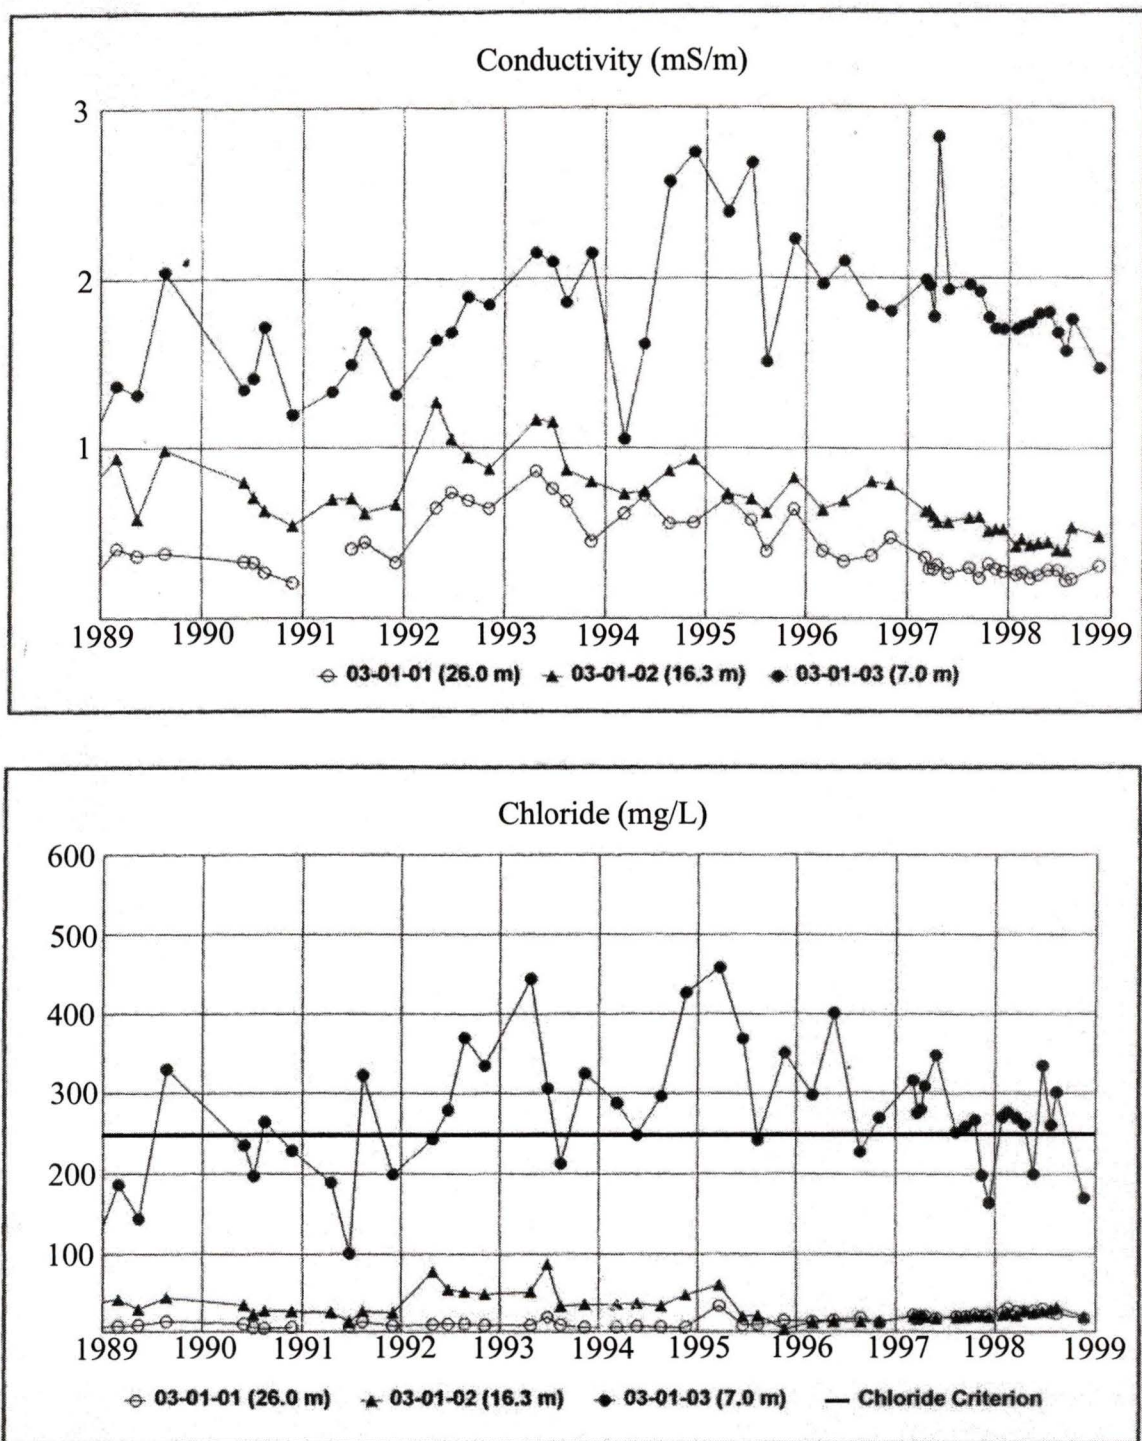 Conductivity (mS/m)
3
2
1
1989 1990 1991 1992 1993 1994 1995 1996 1997 1998 1999
03-01-01 (26.0 m) 03-01-02 (16.3 m) 03-01-03 (7.0 m)
Chloride (mg/L)
600
500
400
300
200
100
1989 1990 1991 1992 1993 1994 1995 1996 1997 1998 1999
03-01-01 (26.0 m) 03-01-02 (16.3 m) 03-01-03 (7.0 m) Chloride Criterion